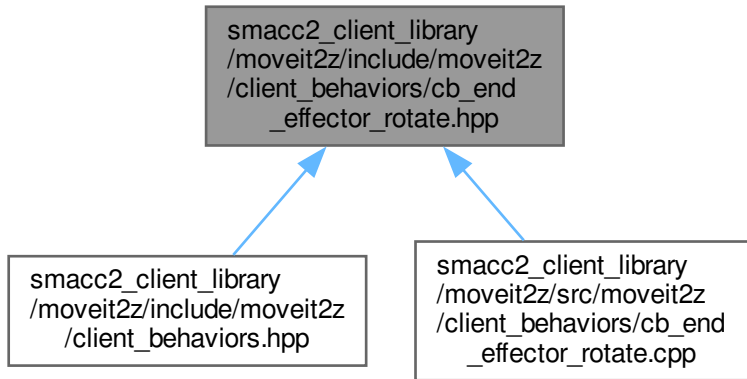 smacc2_client_library
/moveit2z/include/moveit2z
/client_behaviors/cb_end
_effector_rotate.hpp
smacc2_client_library
/moveit2z/include/moveit2z
/client_behaviors.hpp
smacc2_client_library
/moveit2z/src/moveit2z
/client_behaviors/cb_end
_effector_rotate.cpp